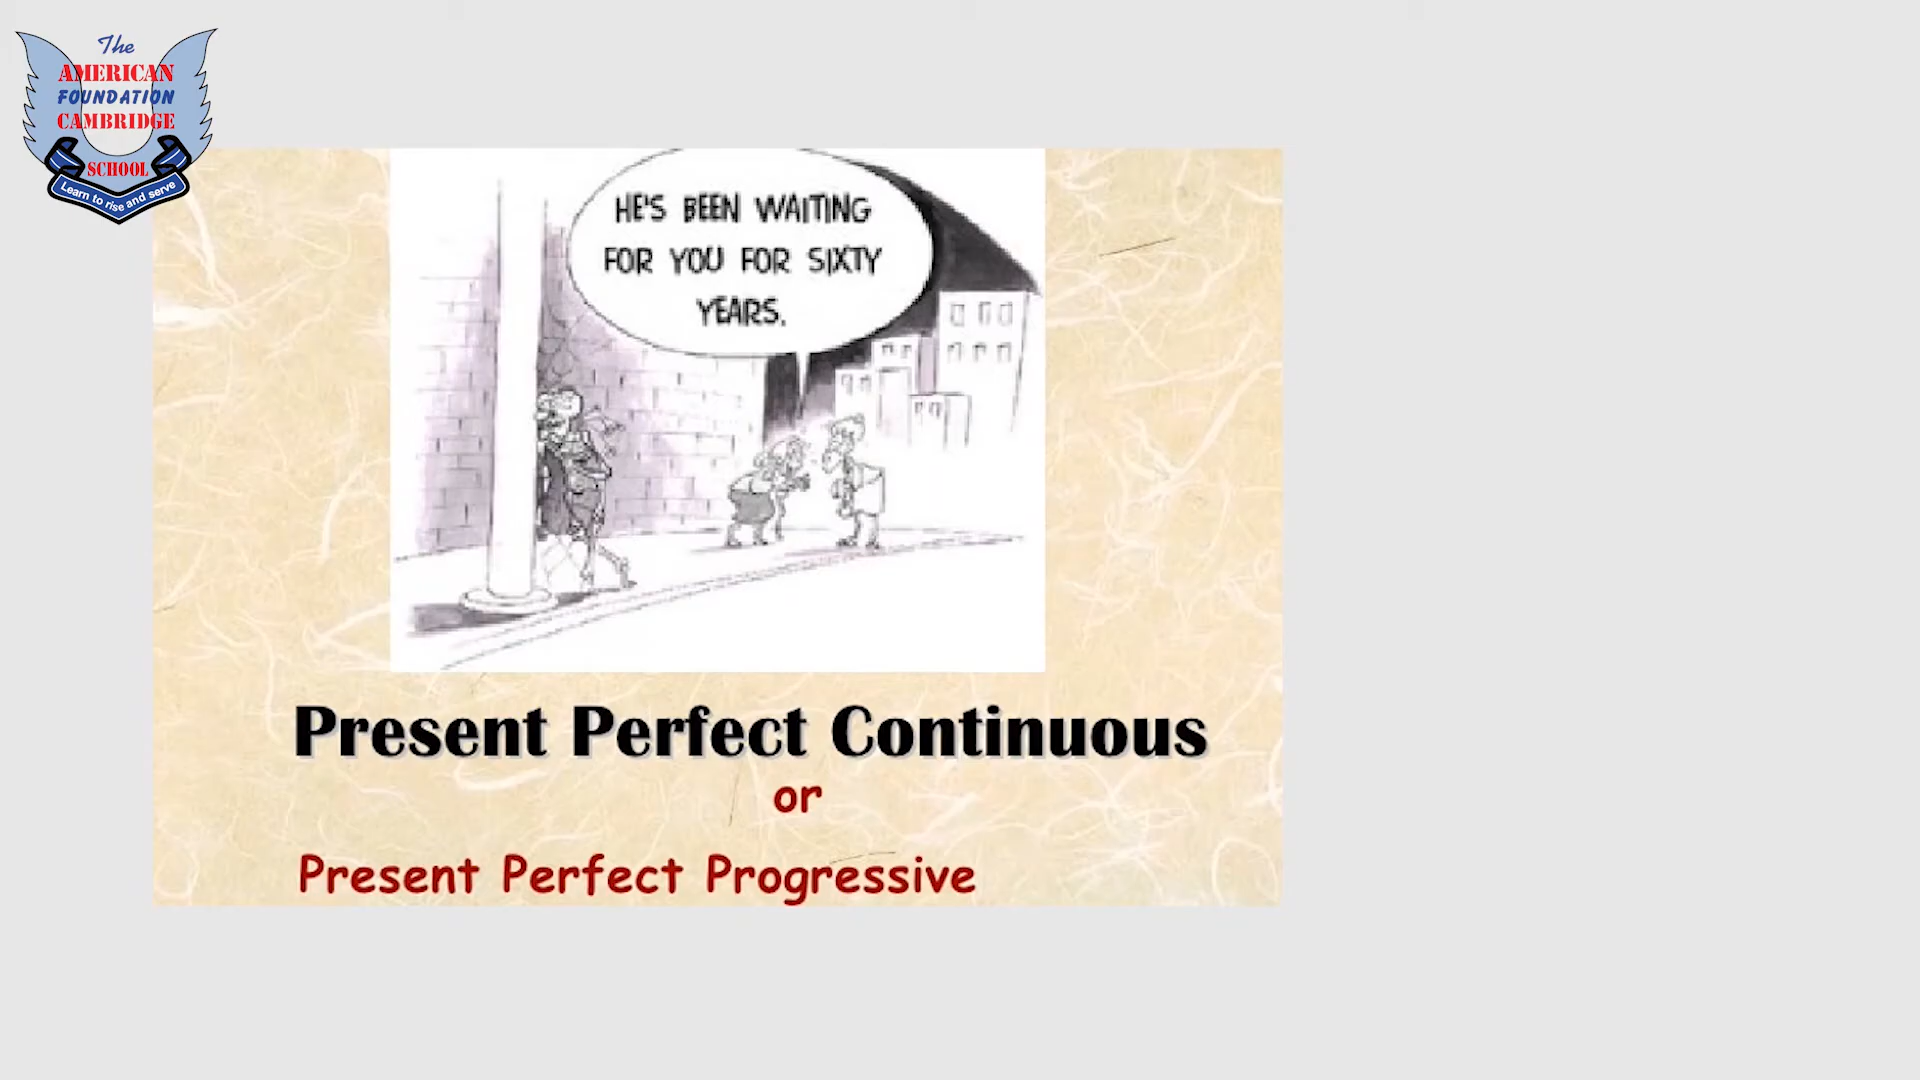 The
AMERICAN
FOUNDATION
CAMBRIDGE
SCHOOL
Learn to rise and serve
HE'S BEEN WAITING
FOR YOU FOR SIXTY
YEARS.
Present Perfect Continuous
or
Present Perfect Progressive